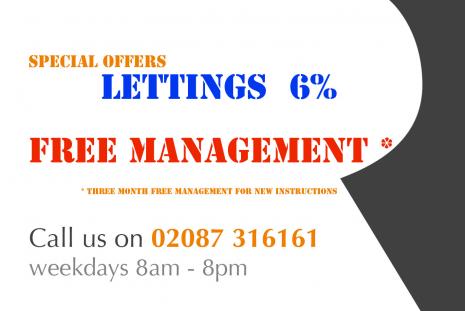 SPECIAL OFFERS
LETTINGS 6%
FREE MANAGEMENT *
* THREE MONTH FREE MANAGEMENT FOR NEW INSTRUCTIONS
Call us on 02087 316161
weekdays 8am - 8pm